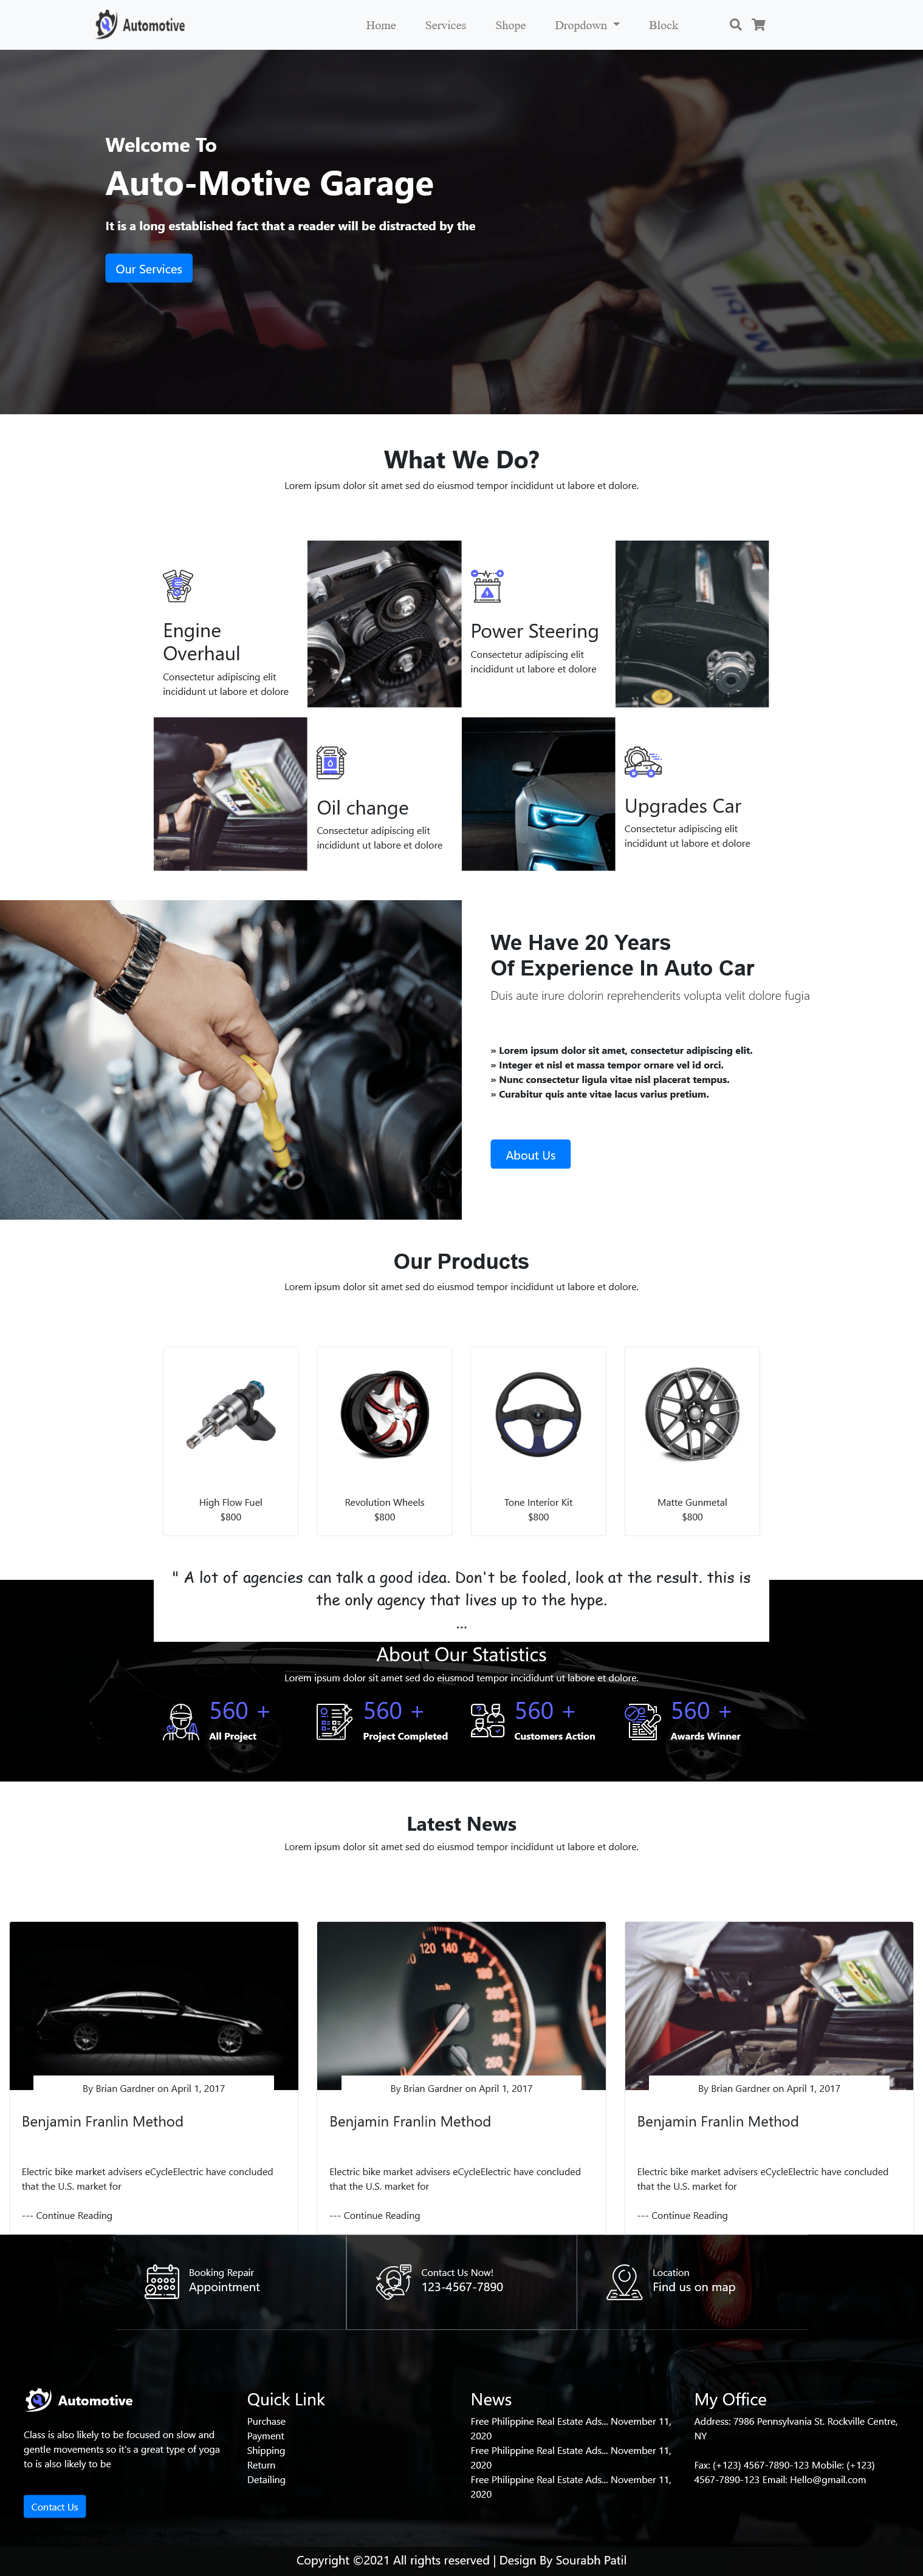 Automotive
Home Services Shope Dropdown Block
Welcome To
Auto-Motive Garage
It is a long established fact that a reader will be distracted by the
Our Services
Mobil 1
What We Do?
Lorem ipsum dolor sit amet sed do eiusmod tempor incididunt ut labore et dolore.
Engine
Overhaul
Consectetur adipiscing elit
incididunt ut labore et dolore
Power Steering
Consectetur adipiscing elit
incididunt ut labore et dolore
Oil change
Consectetur adipiscing elit
incididunt ut labore et dolore
Upgrades Car
Consectetur adipiscing elit
incididunt ut labore et dolore
We Have 20 Years
Of Experience In Auto Car
Duis aute irure dolorin reprehenderits volupta velit dolore fugia
» Lorem ipsum dolor sit amet, consectetur adipiscing elit.
» Integer et nisl et massa tempor ornare vel id orci.
» Nunc consectetur ligula vitae nisl placerat tempus.
» Curabitur quis ante vitae lacus varius pretium.
About Us
Our Products
Lorem ipsum dolor sit amet sed do eiusmod tempor incididunt ut labore et dolore.
High Flow Fuel
$800
Revolution Wheels
$800
Tone Interior Kit
$800
Matte Gunmetal
$800
" A lot of agencies can talk a good idea. Don't be fooled, look at the result. this is
the only agency that lives up to the hype.
...
About Our Statistics
Lorem ipsum dolor sit amet sed do eiusmod tempor incididunt ut labore et dolore.
560 +
All Project
560 +
Project Completed
560 +
Customers Action
560 +
Awards Winner
Latest News
Lorem ipsum dolor sit amet sed do eiusmod tempor incididunt ut labore et dolore.
By Brian Gardner on April 1, 2017
Benjamin Franlin Method
Electric bike market advisers eCycleElectric have concluded
that the U.S. market for
--- Continue Reading
120 140 160
100
80
km/h
180
200
220
240
260
By Brian Gardner on April 1, 2017
Benjamin Franlin Method
Electric bike market advisers eCycleElectric have concluded
that the U.S. market for
--- Continue Reading
By Brian Gardner on April 1, 2017
Benjamin Franlin Method
Electric bike market advisers eCycleElectric have concluded
that the U.S. market for
--- Continue Reading
Booking Repair
Appointment
Contact Us Now!
123-4567-7890
Location
Find us on map
Automotive
Class is also likely to be focused on slow and
gentle movements so it's a great type of yoga
to is also likely to be
Contact Us
Quick Link
Purchase
Payment
Shipping
Return
Detailing
News
Free Philippine Real Estate Ads... November 11,
2020
Free Philippine Real Estate Ads... November 11,
2020
Free Philippine Real Estate Ads... November 11,
2020
My Office
Address: 7986 Pennsylvania St. Rockville Centre,
NY
Fax: (+123) 4567-7890-123 Mobile: (+123)
4567-7890-123 Email: Hello@gmail.com
Copyright ©2021 All rights reserved | Design By Sourabh Patil